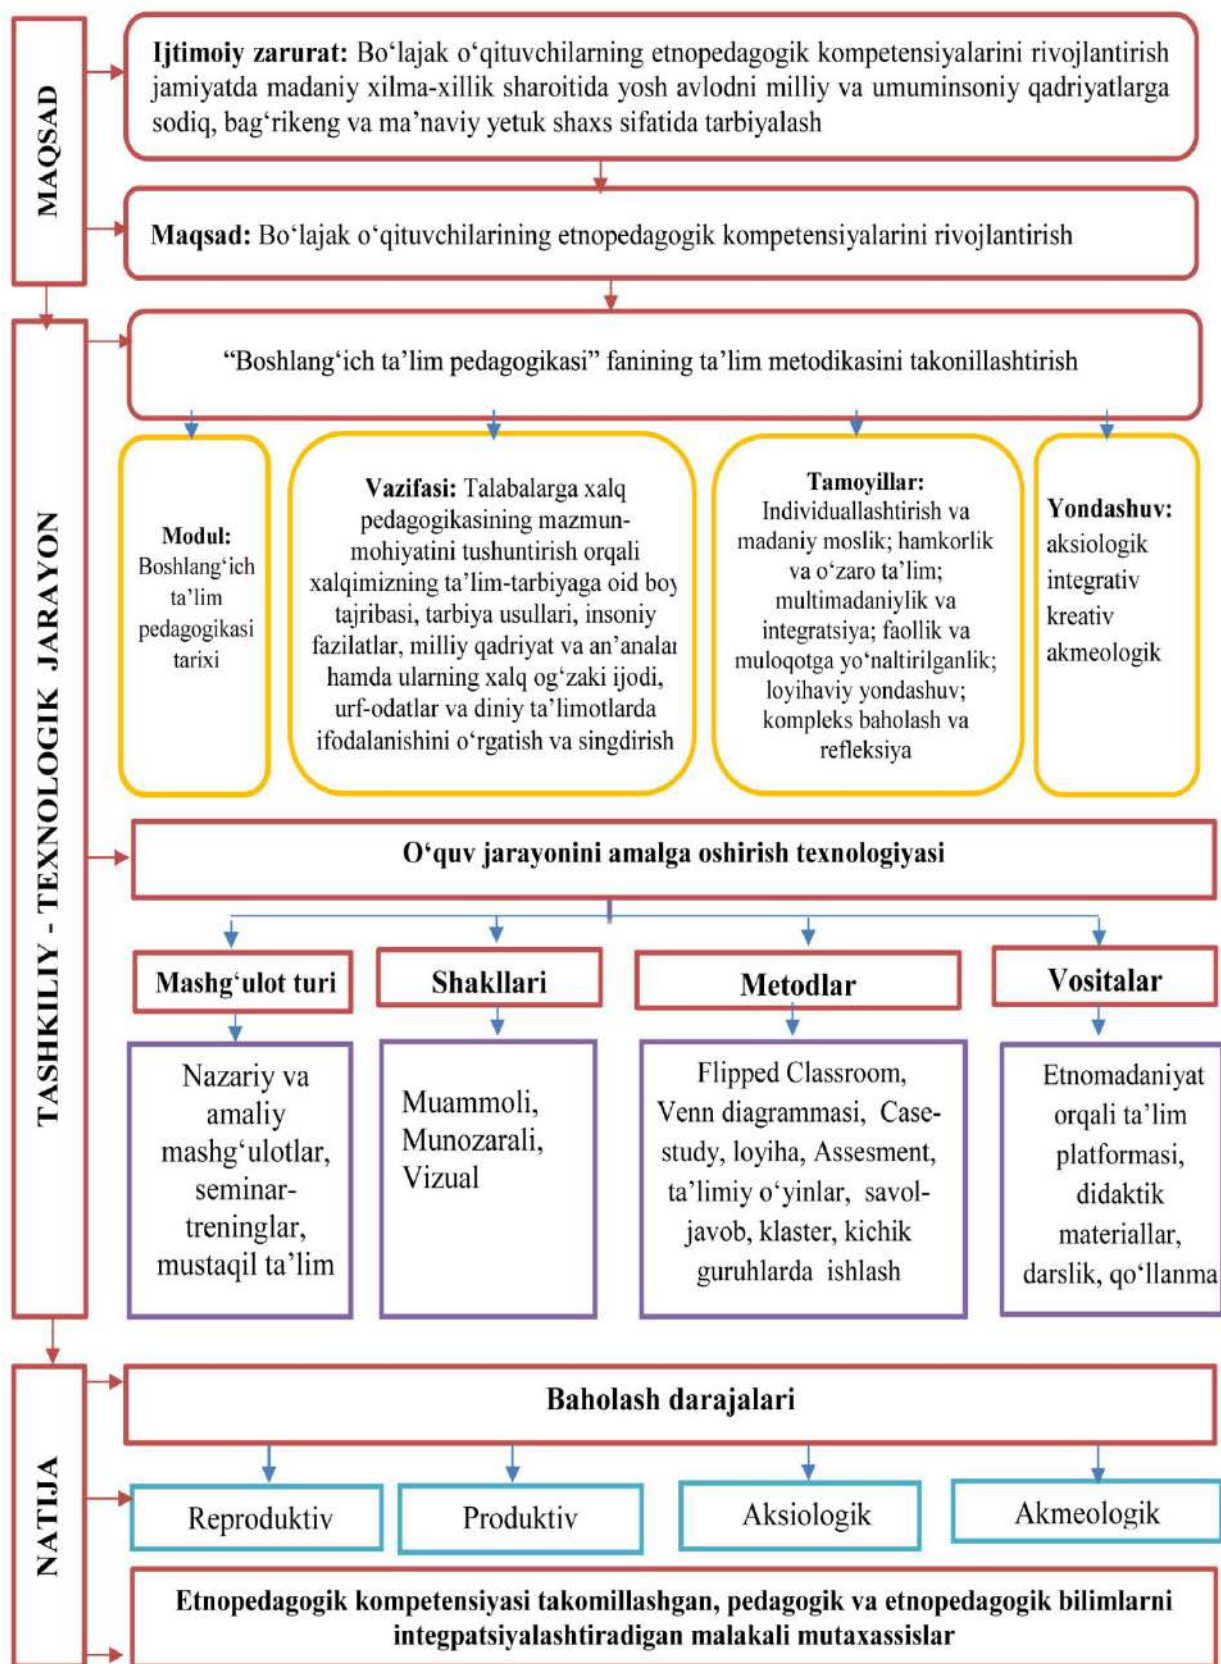 MAQSAD
Ijtimoiy zarurat: Bo‘lajak o‘qituvchilarning etnopedagogik kompetensiyalarini rivojlantirish
jamiyatda madaniy xilma-xillik sharoitida yosh avlodni milliy va umuminsoniy qadriyatlarga
sodiq, bag‘rikeng va ma’naviy yetuk shaxs sifatida tarbiyalash
Maqsad: Bo‘lajak o‘qituvchilarining etnopedagogik kompetensiyalarini rivojlantirish
TASHKILIY - TEXNOLOGIK JARAYON
“Boshlang‘ich ta’lim pedagogikasi” fanining ta’lim metodikasini takonillashtirish
Modul:
Boshlang‘ich
ta’lim
pedagogikasi
tarixi
Vazifasi: Talabalarga xalq
pedagogikasining mazmun-
mohiyatini tushuntirish orqali
xalqimizning ta’lim-tarbiyaga oid boy
tajribasi, tarbiya usullari, insoniy
fazilatlar, milliy qadriyat va an’analar
hamda ularning xalq og‘zaki ijodi,
urf-odatlar va diniy ta’limotlarda
ifodalanishini o‘rgatish va singdirish
Tamoyillar:
Individuallashtirish va
madaniy moslik; hamkorlik
va o‘zaro ta’lim;
multimadaniylik va
integratsiya; faollik va
muloqotga yo‘naltirilganlik;
loyihaviy yondashuv;
kompleks baholash va
refleksiya
Yondashuv:
aksiologik
integrativ
kreativ
akmeologik
O‘quv jarayonini amalga oshirish texnologiyasi
Mashg‘ulot turi
Nazariy va
amaliy
mashg‘ulotlar,
seminar-
treninglar,
mustaqil ta’lim
Shakllari
Muammoli,
Munozarali,
Vizual
Metodlar
Flipped Classroom,
Venn diagrammasi, Case-
study, loyiha, Assesment,
ta’limiy o‘yinlar, savol-
javob, klaster, kichik
guruhlarda ishlash
Vositalar
Etnomadaniyat
orqali ta’lim
platformasi,
didaktik
materiallar,
darslik, qo‘llanma
NATIJA
Baholash darajalari
Reproduktiv
Produktiv
Aksiologik
Akmeologik
Etnopedagogik kompetensiyasi takomillashgan, pedagogik va etnopedagogik bilimlarni
integpatsiyalashtiradigan malakali mutaxassislar